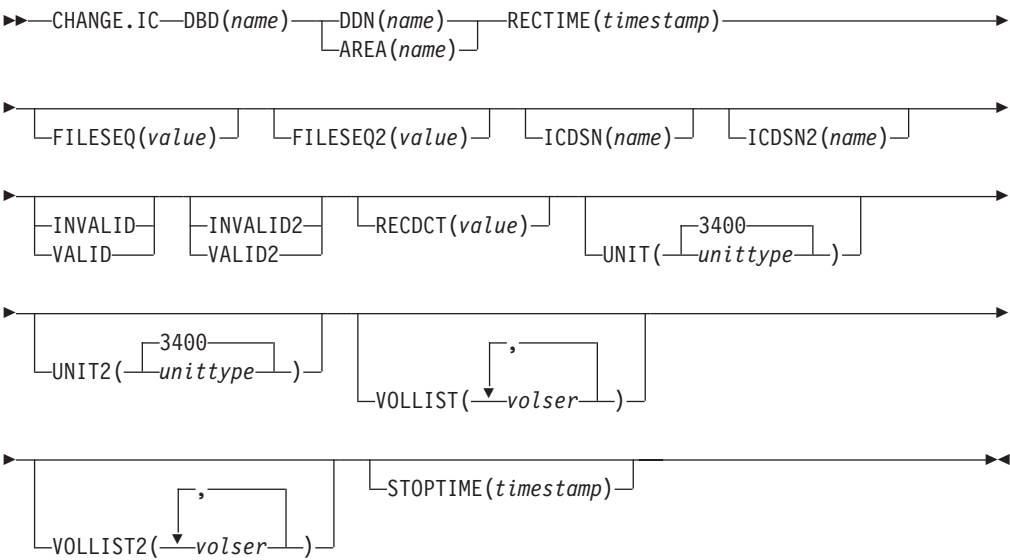 CHANGE.IC DBD(name) DDN(name) RECTIME(timestamp)
AREA(name)
FILESEQ(value) FILESEQ2(value) ICDSN(name) ICDSN2(name)
INVALID INVALID2 RECDCT(value) 3400
VALID VALID2 UNIT( unittype )
3400 ,
UNIT2( unittype )
VOLLIST( volser )
, STOPTIME(timestamp)
VOLLIST2( volser )